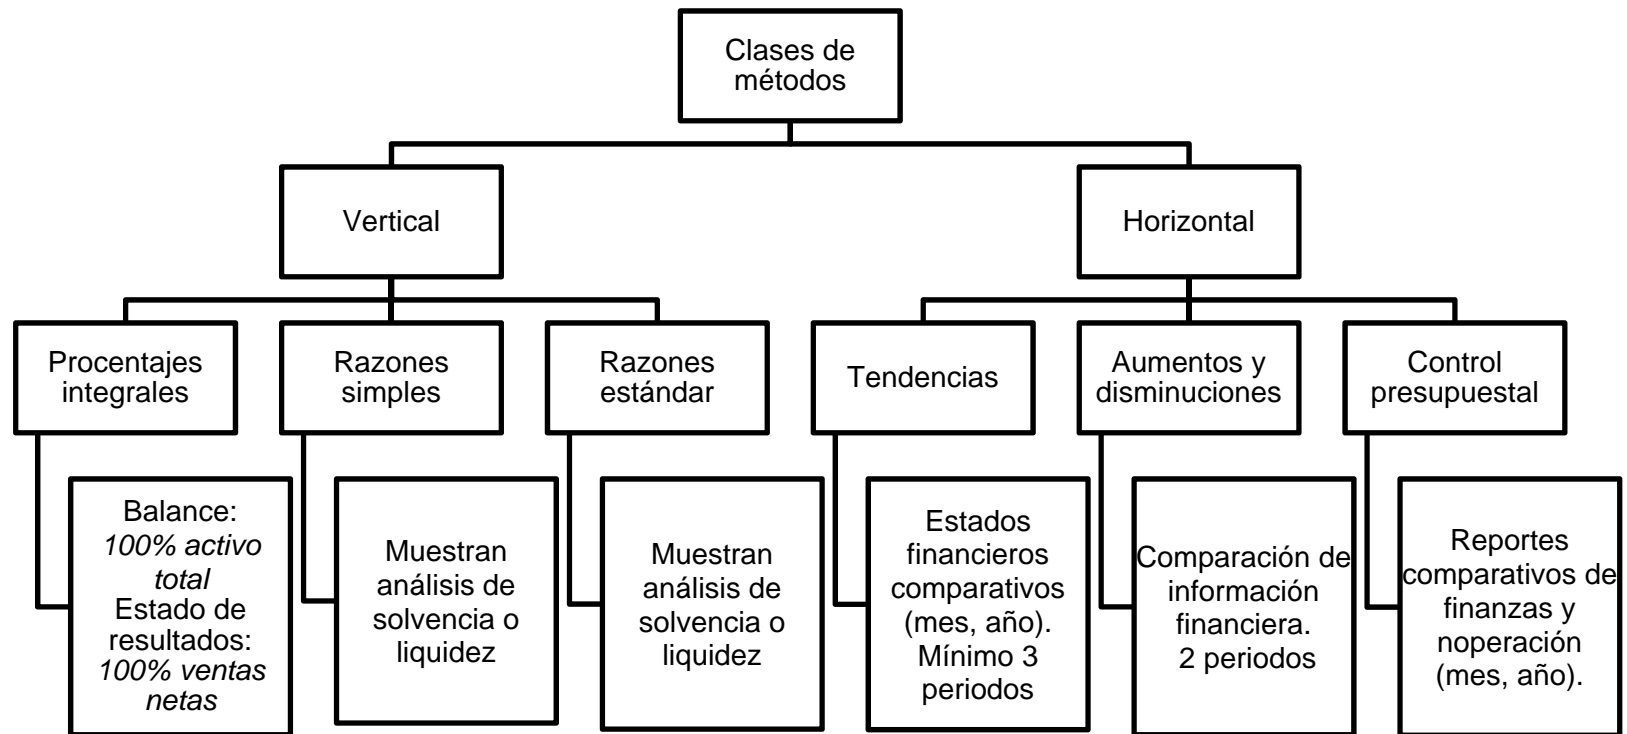 Clases de
métodos
Vertical
Horizontal
Procentajes
integrales
Razones
simples
Razones
estándar
Tendencias
Aumentos y
disminuciones
Control
presupuestal
Balance:
100% activo
total
Estado de
resultados:
100% ventas
netas
Muestran
análisis de
solvencia o
liquidez
Muestran
análisis de
solvencia o
liquidez
Estados
financieros
comparativos
(mes, año).
Mínimo 3
periodos
Comparación de
información
financiera.
2 periodos
Reportes
comparativos de
finanzas y
noperación
(mes, año).